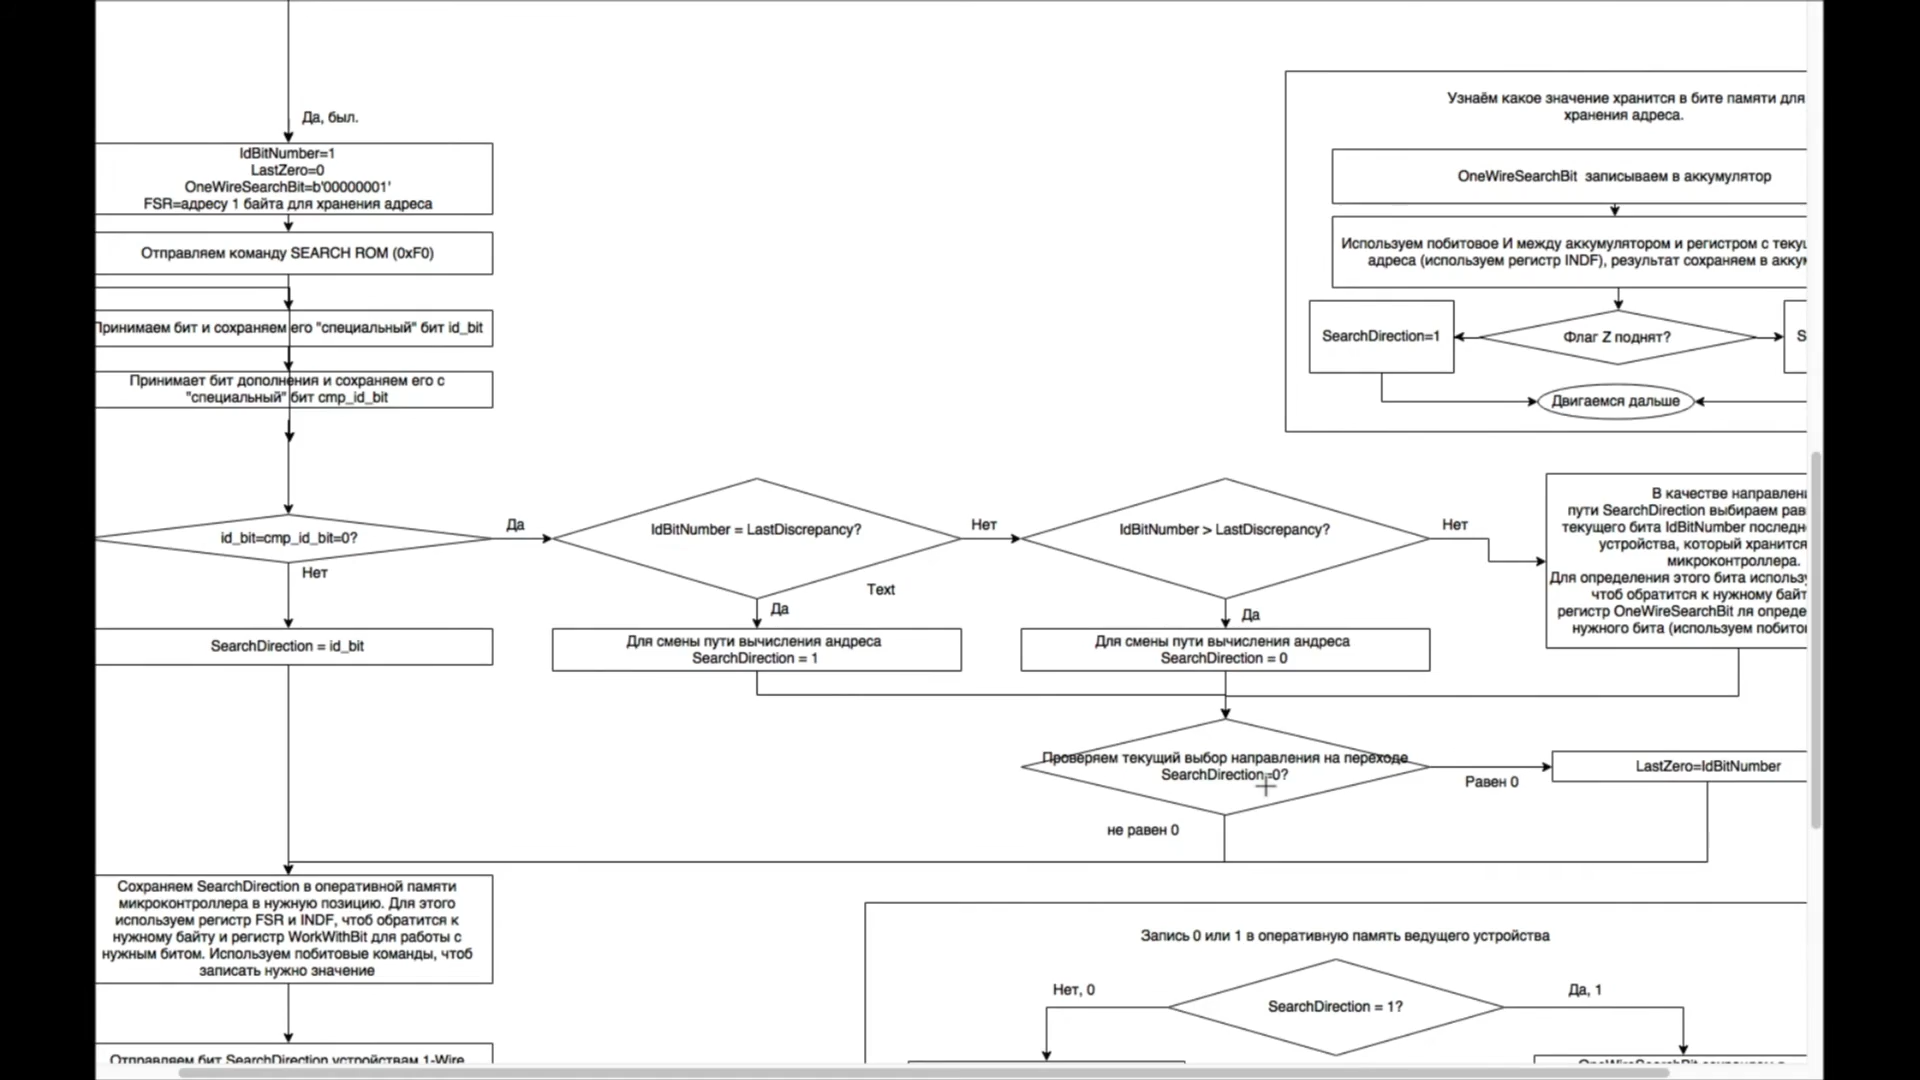 Да, был.
IdBitNumber=1
LastZero=0
OneWireSearchBit=b'00000001'
FSR=адресу 1 байта для хранения адреса
Отправляем команду SEARCH ROM (0xF0)
Принимаем бит и сохраняем его "специальный" бит id_bit
Принимает бит дополнения и сохраняем его с
"специальный" бит cmp_id_bit
Узнаём какое значение хранится в бите памяти для
хранения адреса.
OneWireSearchBit записываем в аккумулятор
Используем побитовое И между аккумулятором и регистром с
адреса (используем регистр INDF), результат сохраняем в
SearchDirection=1
Флаг Z поднят?
S
Двигаемся дальше
id_bit=cmp_id_bit=0?
Да
Нет
IdBitNumber = LastDiscrepancy?
Нет
Text
Да
IdBitNumber > LastDiscrepancy?
Нет
Да
В качестве
пути SearchDirection выбираем
текущего бита IdBitNumber
устройства, который хранится
микроконтроллера.
Для определения этого бита
чтоб обратится к нужному
регистр OneWireSearchBit ля
нужного бита (используем
SearchDirection = id_bit
Для смены пути вычисления андреса
SearchDirection = 1
Для смены пути вычисления андреса
SearchDirection = 0
Проверяем текущий выбор направления на переходе
SearchDirection=0?
Равен 0
LastZero=IdBitNumber
не равен 0
Сохраняем SearchDirection в оперативной памяти
микроконтроллера в нужную позицию. Для этого
используем регистр FSR и INDF, чтоб обратится к
нужному байту и регистр WorkWithBit для работы с
нужным битом. Используем побитовые команды, чтоб
записать нужно значение
Отправляем бит SearchDirection устройствам 1-Wire
Запись 0 или 1 в оперативную память ведущего устройства
Нет, 0
SearchDirection = 1?
Да, 1
OneWireSearchBit